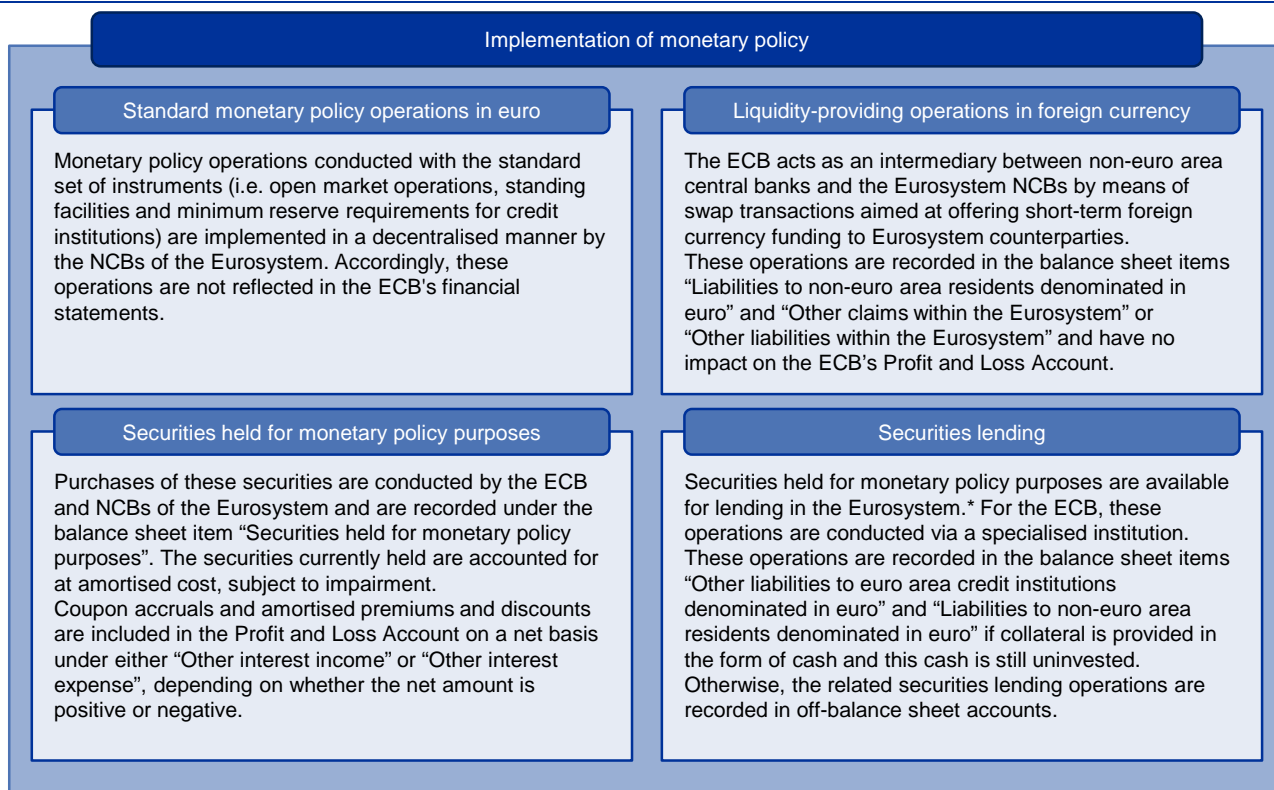 Implementation of monetary policy
Standard monetary policy operations in euro
Monetary policy operations conducted with the standard
set of instruments (i.e. open market operations, standing
facilities and minimum reserve requirements for credit
institutions) are implemented in a decentralised manner by
the NCBs of the Eurosystem. Accordingly, these
operations are not reflected in the ECB's financial
statements.
Liquidity-providing operations in foreign currency
The ECB acts as an intermediary between non-euro area
central banks and the Eurosystem NCBs by means of
swap transactions aimed at offering short-term foreign
currency funding to Eurosystem counterparties.
These operations are recorded in the balance sheet items
“Liabilities to non-euro area residents denominated in
euro” and “Other claims within the Eurosystem” or
“Other liabilities within the Eurosystem” and have no
impact on the ECB’s Profit and Loss Account.
Securities held for monetary policy purposes
Purchases of these securities are conducted by the ECB
and NCBs of the Eurosystem and are recorded under the
balance sheet item “Securities held for monetary policy
purposes”. The securities currently held are accounted for
at amortised cost, subject to impairment.
Coupon accruals and amortised premiums and discounts
are included in the Profit and Loss Account on a net basis
under either “Other interest income” or “Other interest
expense”, depending on whether the net amount is
positive or negative.
Securities lending
Securities held for monetary policy purposes are available
for lending in the Eurosystem.* For the ECB, these
operations are conducted via a specialised institution.
These operations are recorded in the balance sheet items
“Other liabilities to euro area credit institutions
denominated in euro” and “Liabilities to non-euro area
residents denominated in euro” if collateral is provided in
the form of cash and this cash is still uninvested.
Otherwise, the related securities lending operations are
recorded in off-balance sheet accounts.